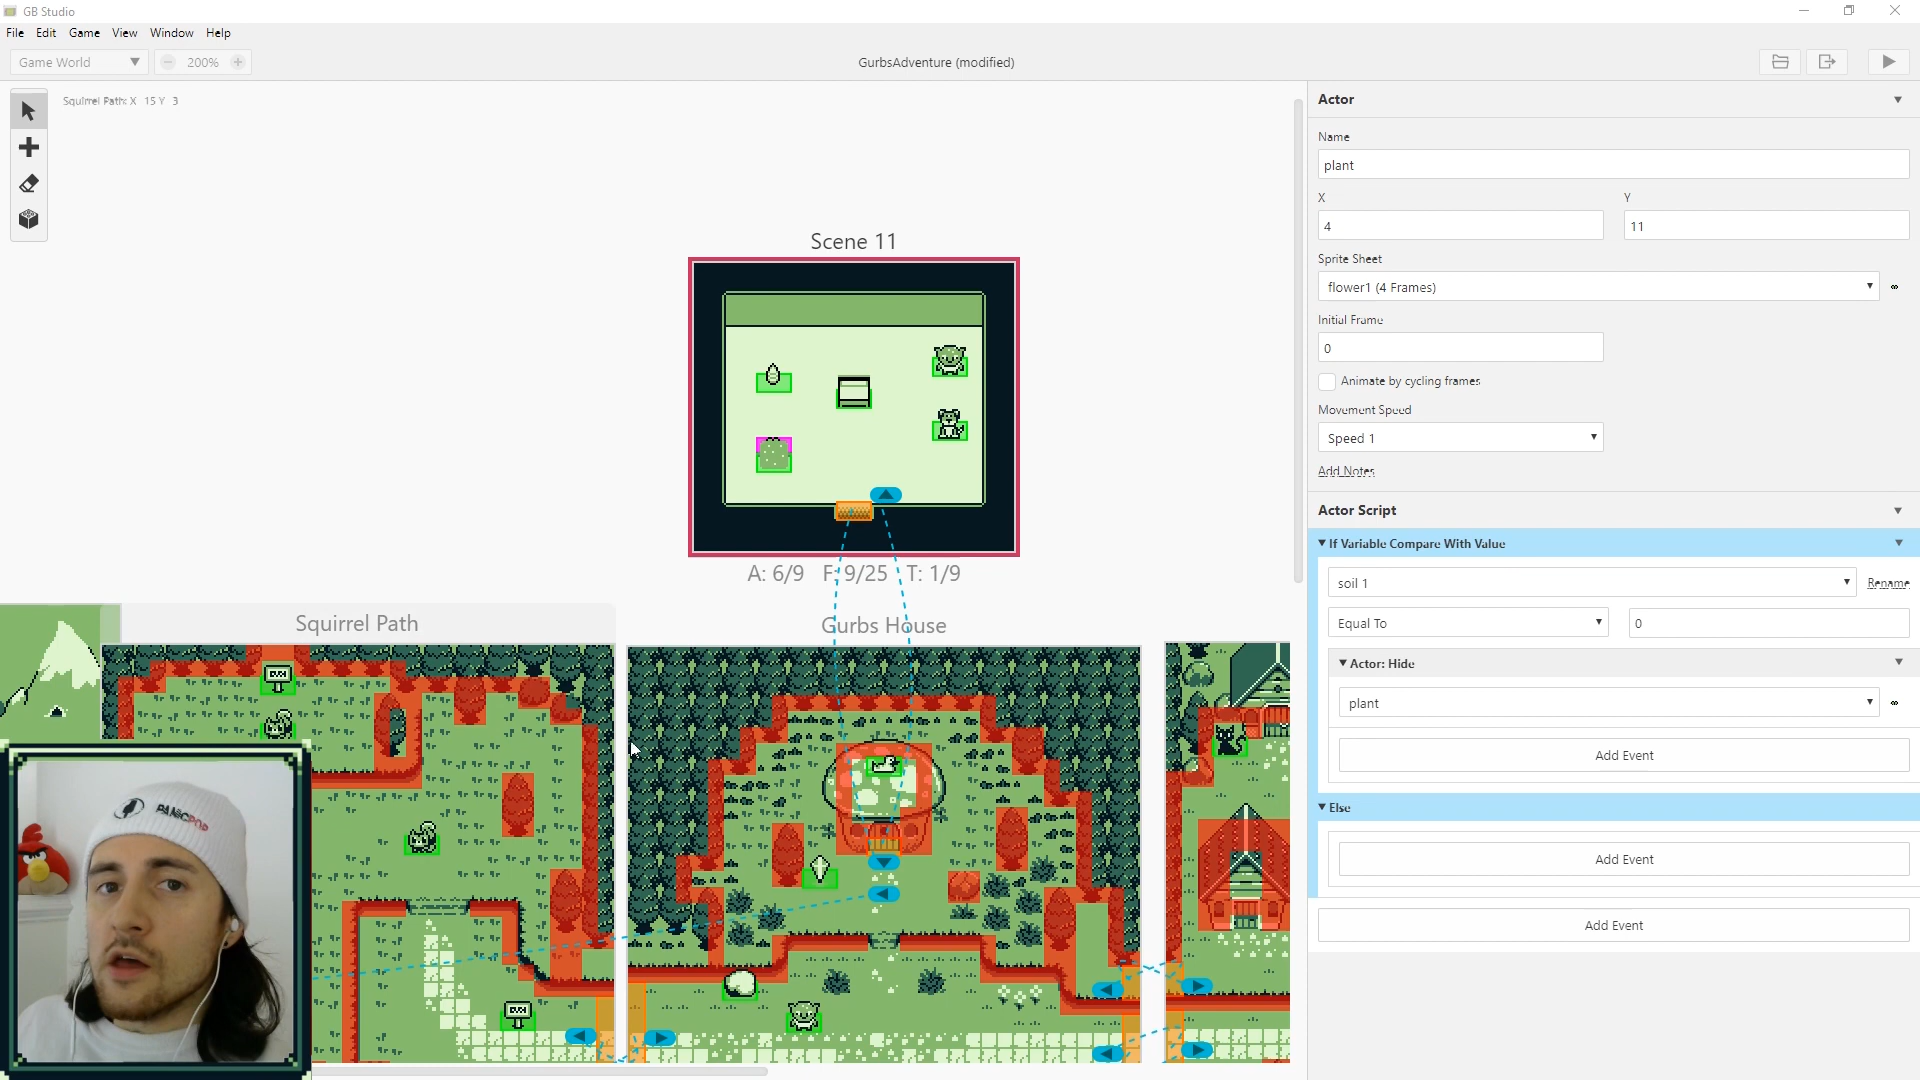 GB Studio
File Edit Game View Window Help
Game World
200%
GurbsAdventure (modified)
Squirrel Path: X 15 Y 3
Scene 11
A: 6/9 F: 9/25 T: 1/9
Squirrel Path
Gurbs House
PANICPOP
Actor
Name
plant
X
Y
4
11
Sprite Sheet
flower1 (4 Frames)
Initial Frame
0
Animate by cycling frames
Movement Speed
Speed 1
Add Notes
Actor Script
If Variable Compare With Value
soil 1
Rename
Equal To
0
Actor: Hide
plant
Add Event
Else
Add Event
Add Event